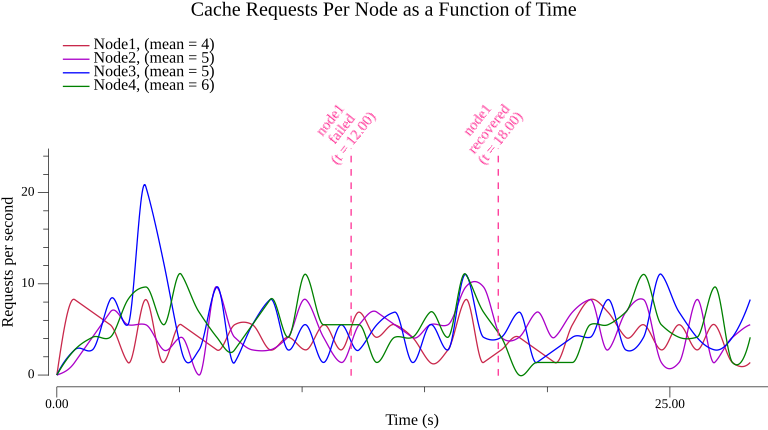 Cache Requests Per Node as a Function of Time
Node1, (mean = 4)
Node2, (mean = 5)
Node3, (mean = 5)
Node4, (mean = 6)
node1
failed
(t = 12.00)
node1
recovered
(t = 18.00)
Requests per second
20
10
0
0.00
25.00
Time (s)